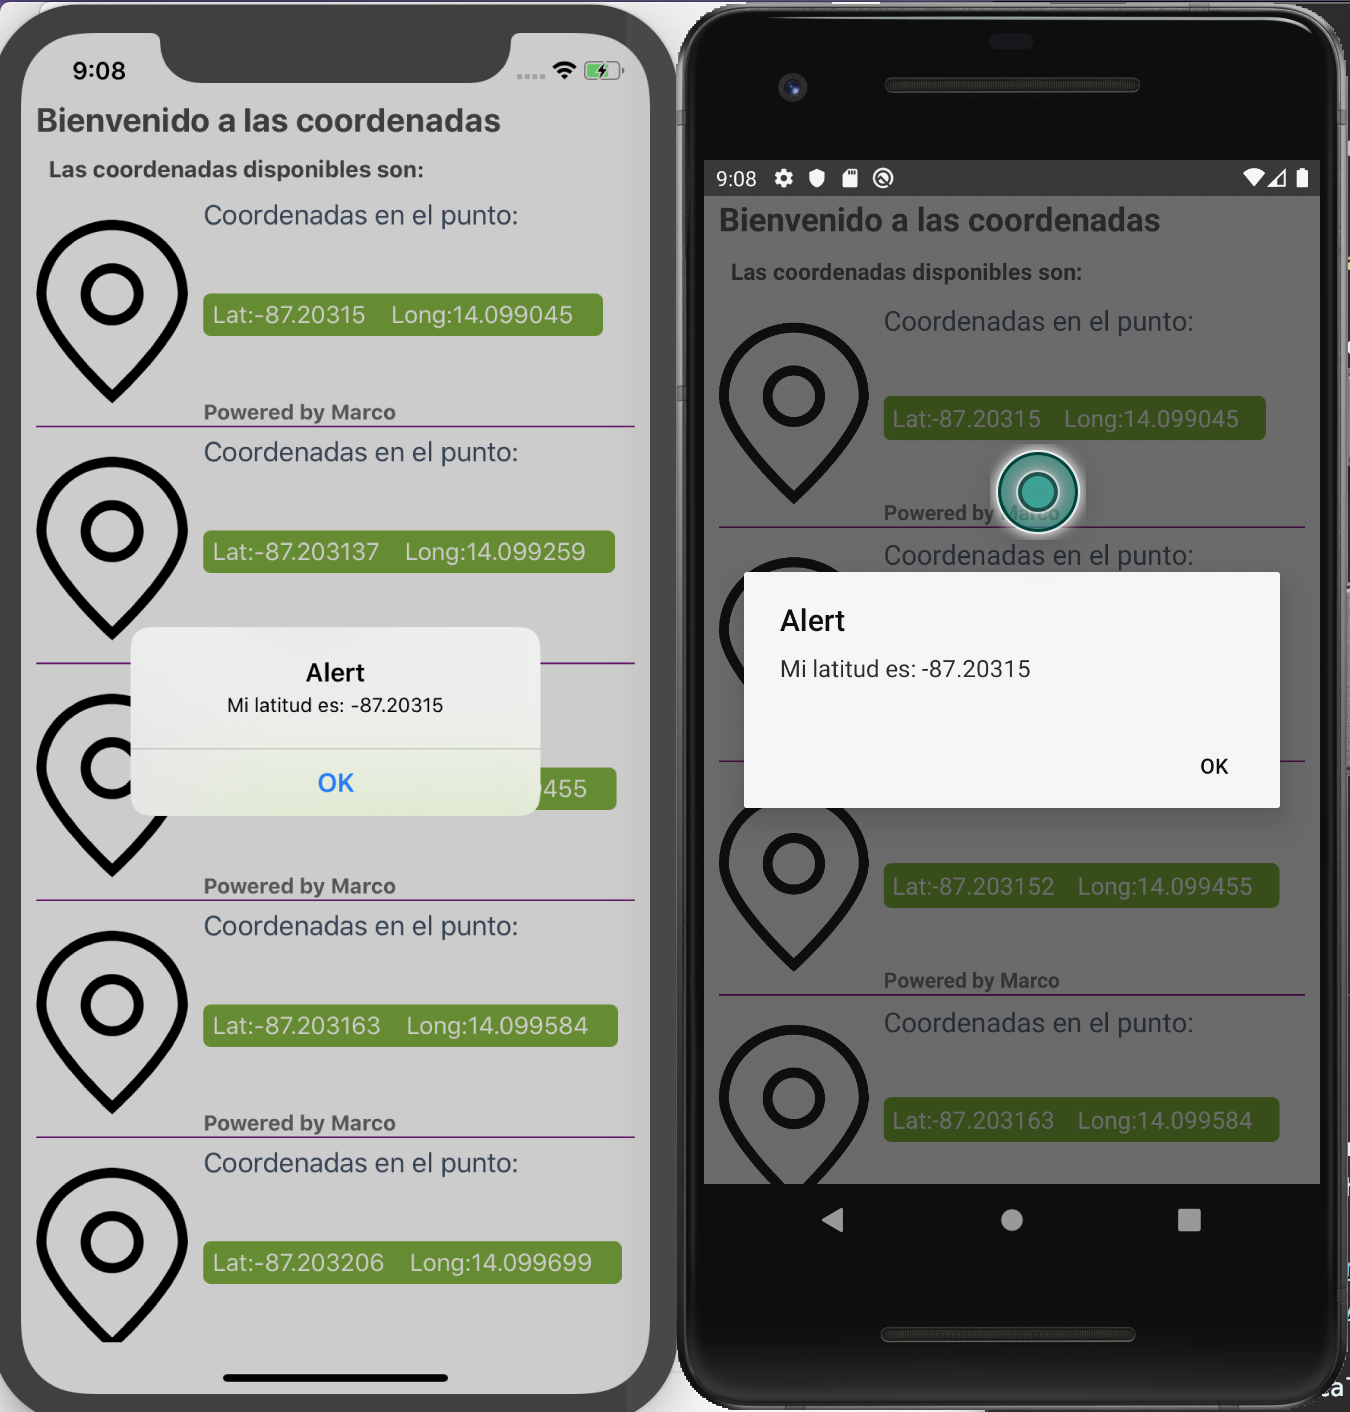 9:08
Bienvenido a las coordenadas
Las coordenadas disponibles son:
Coordenadas en el punto:
Lat:-87.20315 Long:14.099045
Powered by Marco
Coordenadas en el punto:
Lat:-87.203137 Long:14.099259
Alert
Mi latitud es: -87.20315
OK
455
Powered by Marco
Coordenadas en el punto:
Lat:-87.203163 Long:14.099584
Powered by Marco
Coordenadas en el punto:
Lat:-87.203206 Long:14.099699
9:08
Bienvenido a las coordenadas
Las coordenadas disponibles son:
Coordenadas en el punto:
Lat:-87.20315 Long:14.099045
Powered by Marco
Coordenadas en el punto:
Alert
Mi latitud es: -87.20315
OK
Lat:-87.203152 Long:14.099455
Powered by Marco
Coordenadas en el punto:
Lat:-87.203163 Long:14.099584